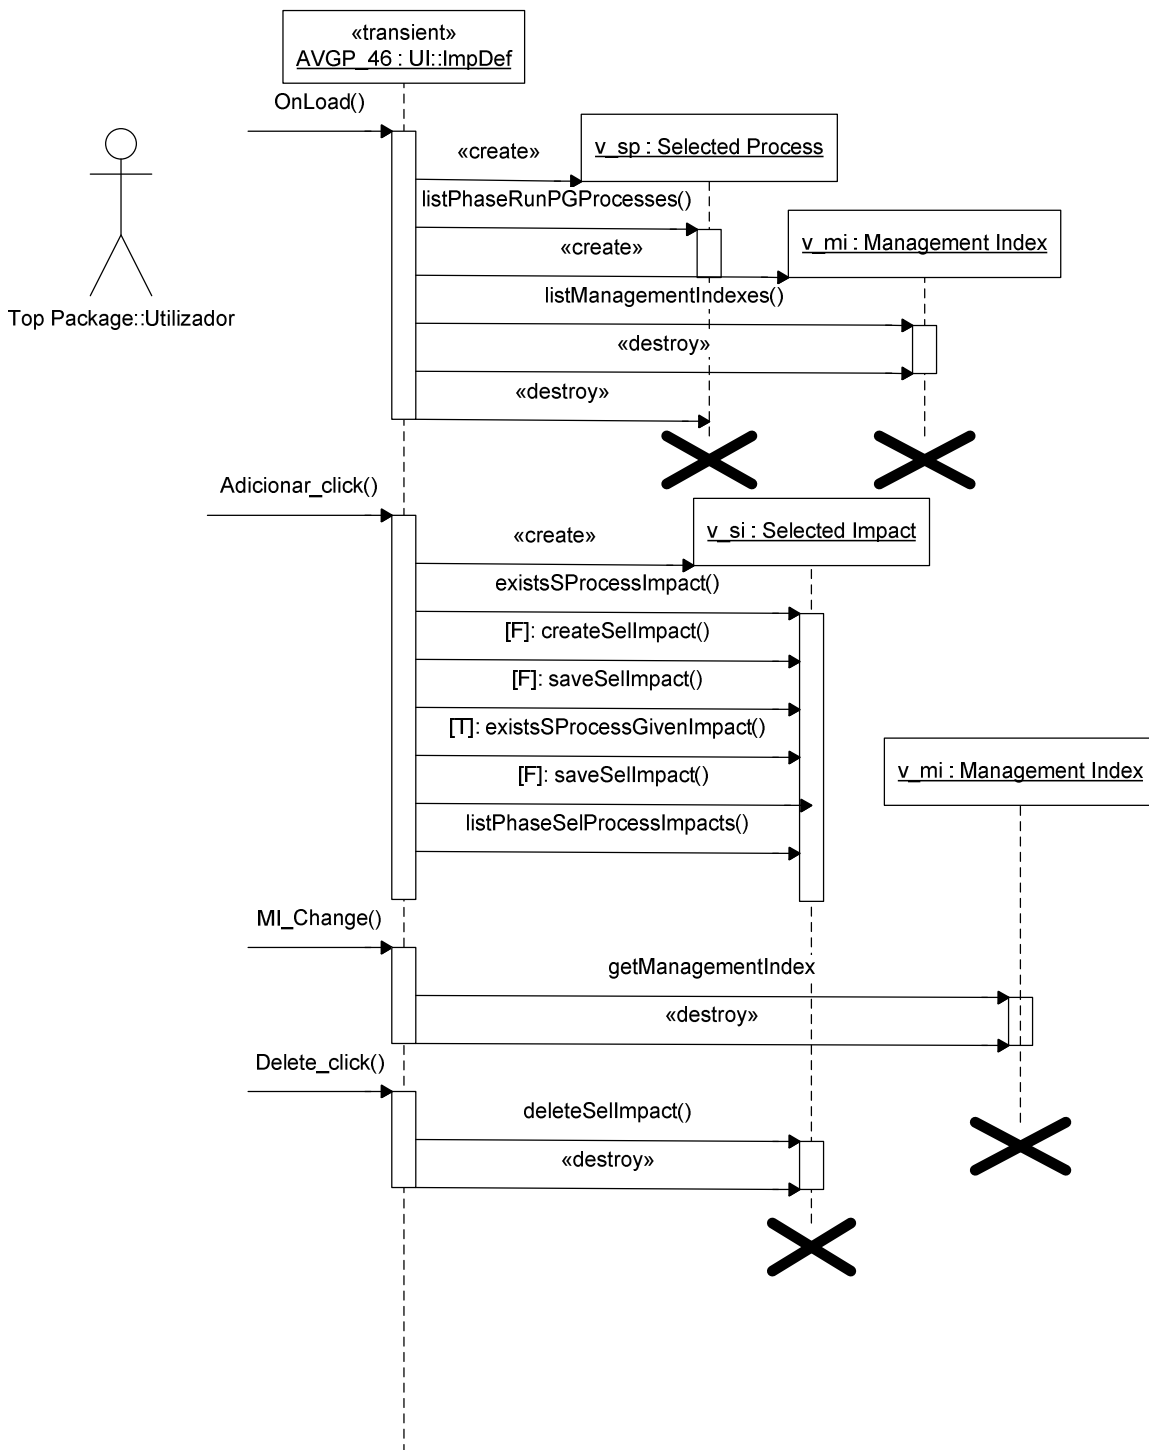 «transient»
AVGP_46 : UI::ImpDef
OnLoad()
«create»
v_sp : Selected Process
listPhaseRunPGProcesses()
«create»
v_mi : Management Index
listManagementIndexes()
Top Package::Utilizador
«destroy»
«destroy»
Adicionar_click()
«create»
v_si : Selected Impact
existsSProcessImpact()
[F]: createSelImpact()
[F]: saveSelImpact()
[T]: existsSProcessGivenImpact()
[F]: saveSelImpact()
v_mi : Management Index
listPhaseSelProcessImpacts()
MI_Change()
getManagementIndex
«destroy»
Delete_click()
deleteSelImpact()
«destroy»